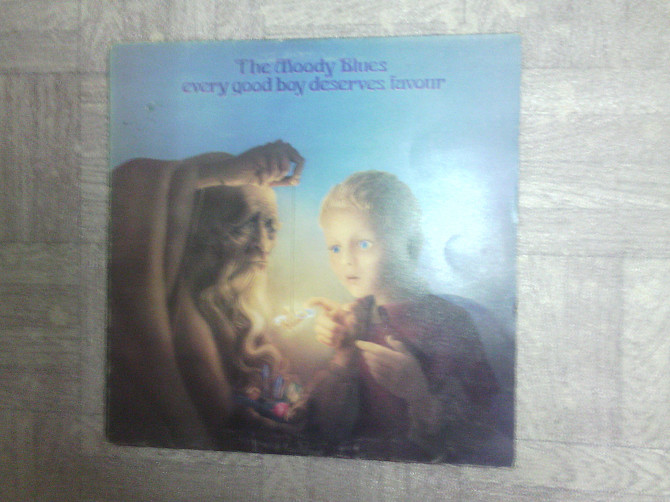 The Moody Blues
every good boy deserves favour